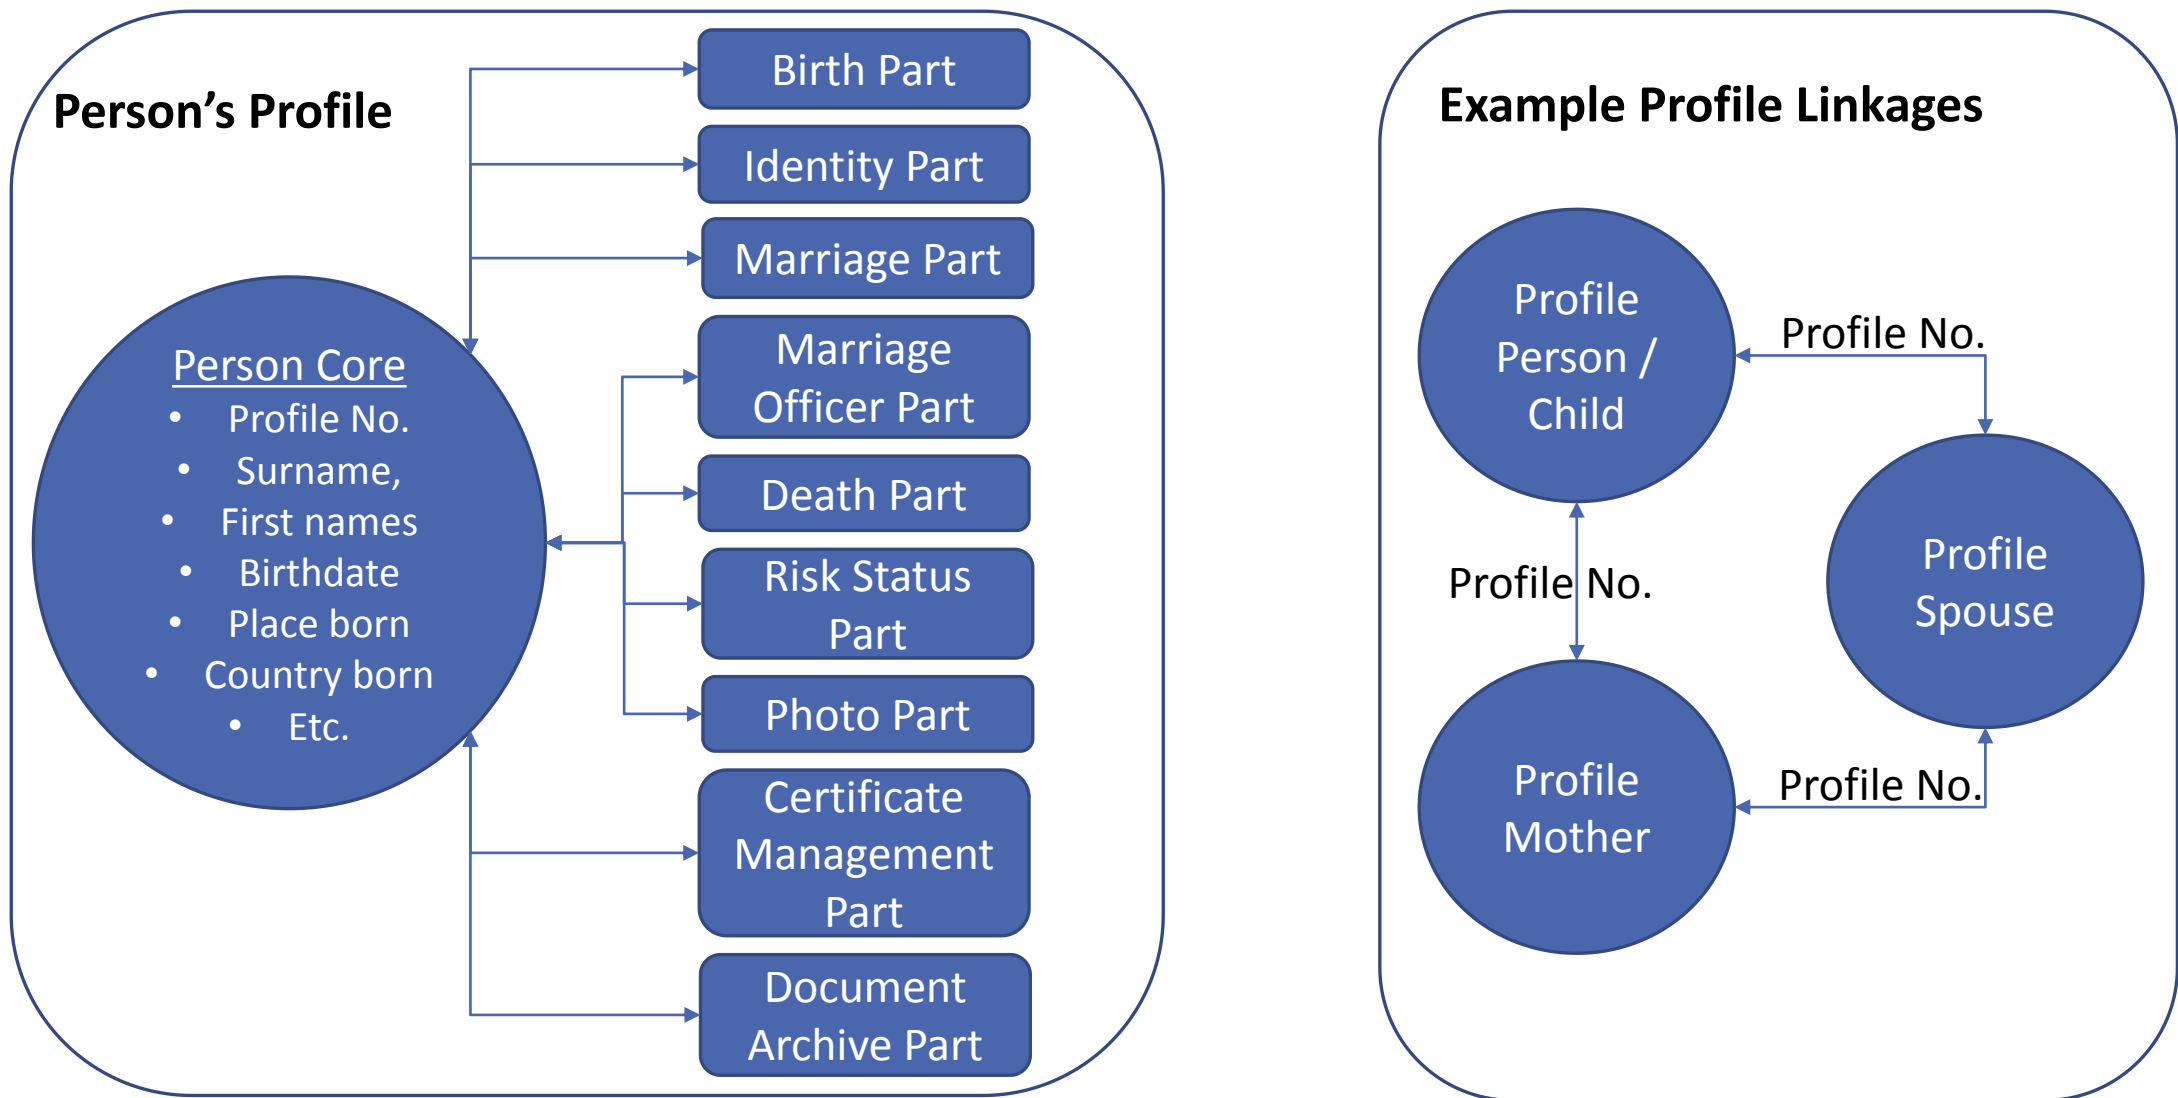 Person's Profile
Person Core
• Profile No.
• Surname,
• First names
• Birthdate
• Place born
• Country born
• Etc.
Birth Part
Identity Part
Marriage Part
Marriage
Officer Part
Death Part
Risk Status
Part
Photo Part
Certificate
Management
Part
Document
Archive Part
Example Profile Linkages
Profile
Person /
Child
Profile No.
Profile
Spouse
Profile No.
Profile
Mother
Profile No.